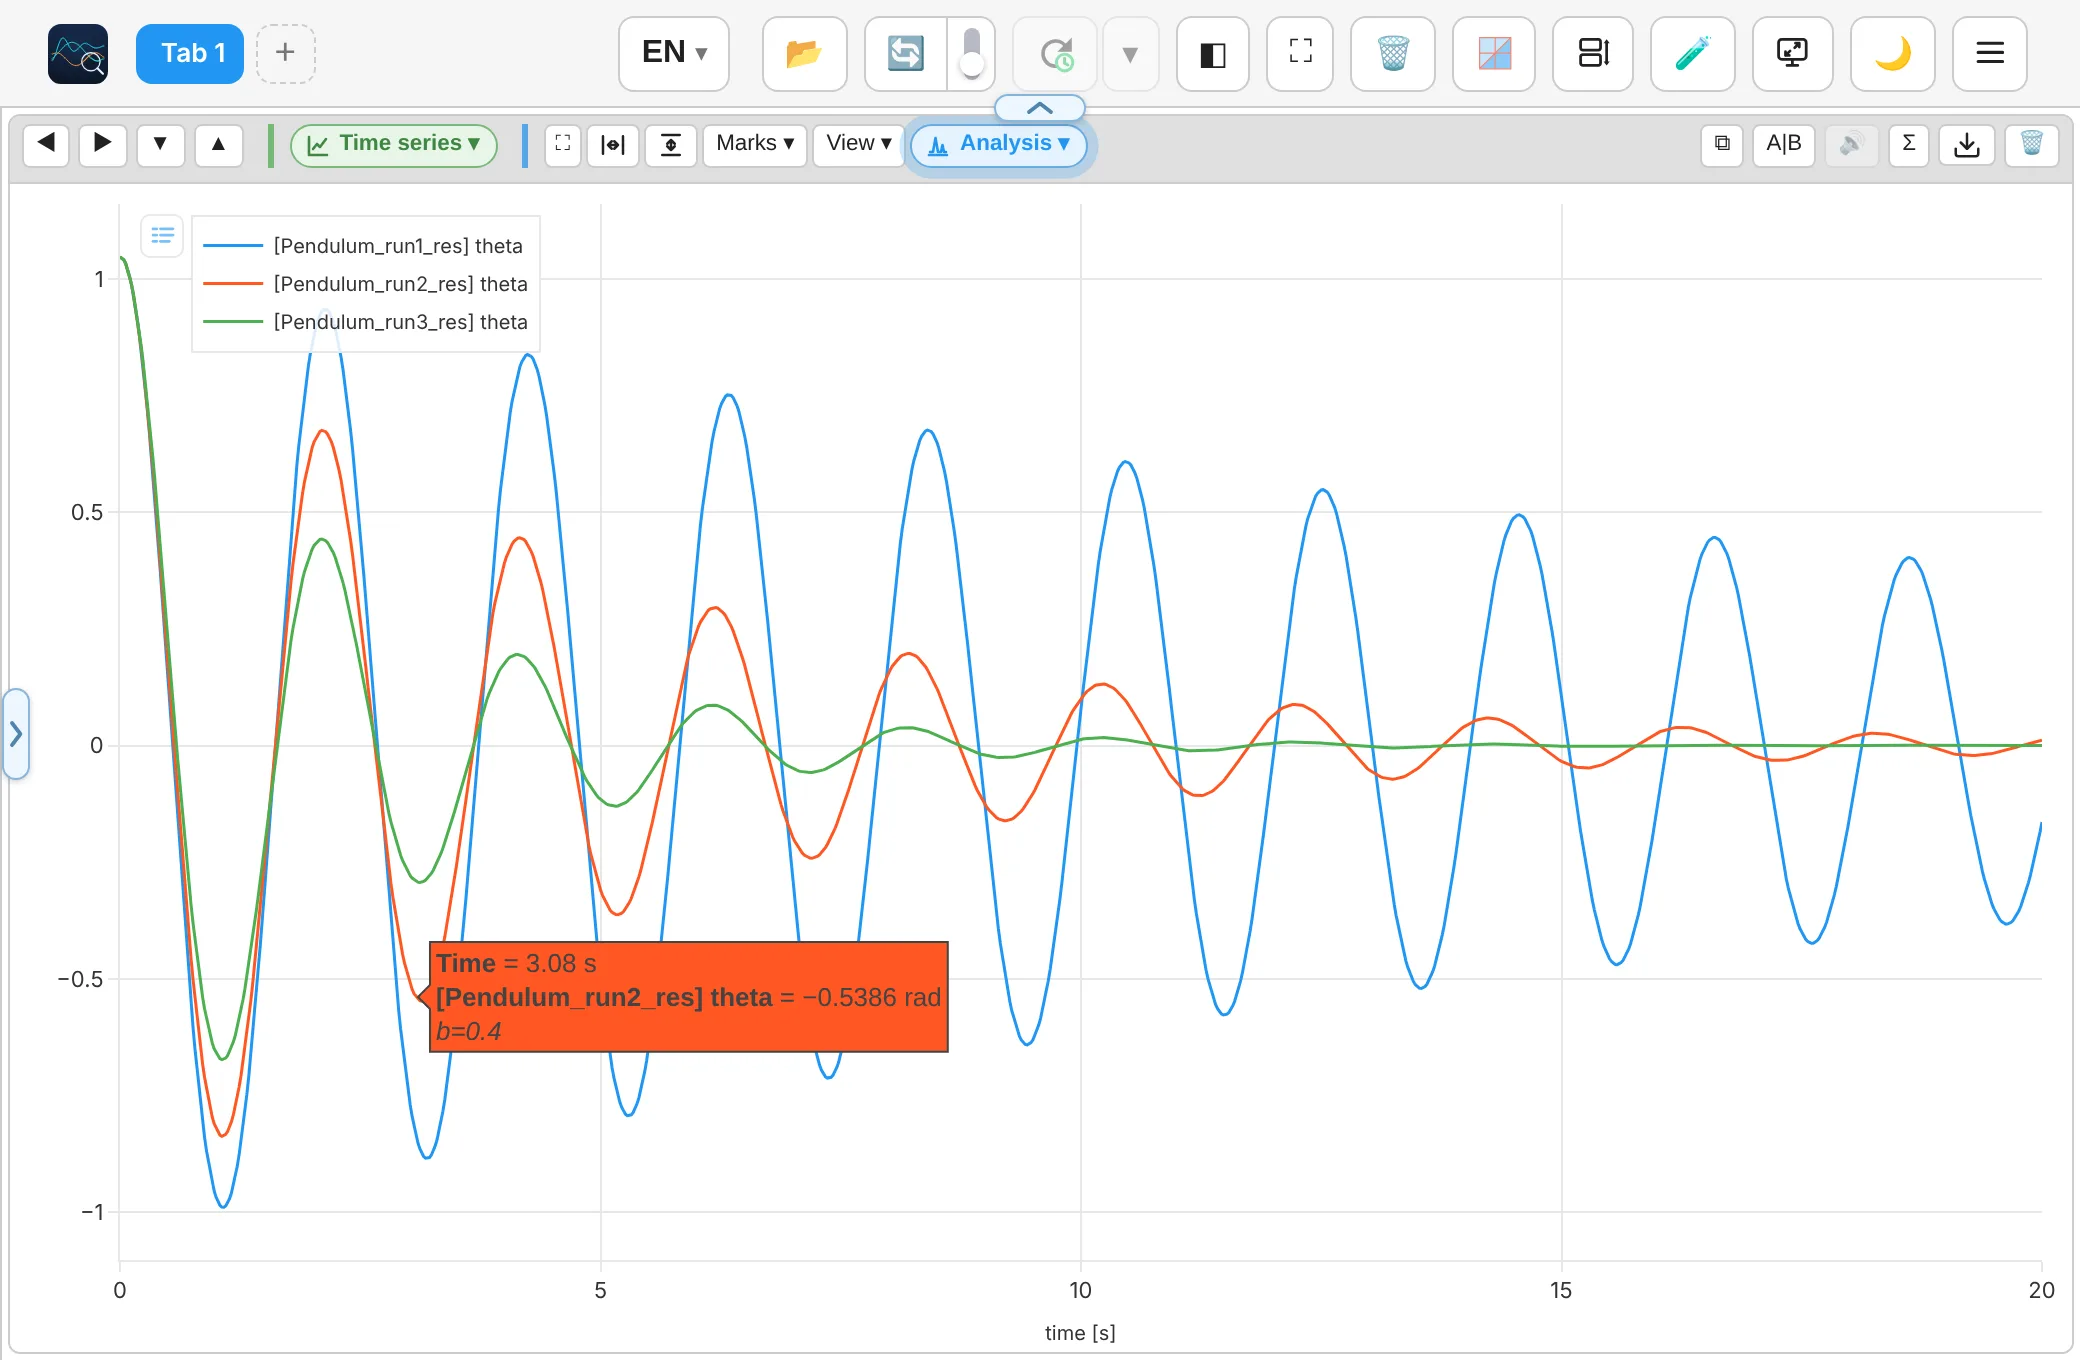 Tab 1
+
EN ▾
Time series ▾
Marks ▾
View ▾
Analysis ▾
A|B
Σ
[Pendulum_run1_res] theta
[Pendulum_run2_res] theta
[Pendulum_run3_res] theta
1
0.5
0
−0.5
−1
Time = 3.08 s
[Pendulum_run2_res] theta = −0.5386 rad
b=0.4
0
5
10
15
20
time [s]